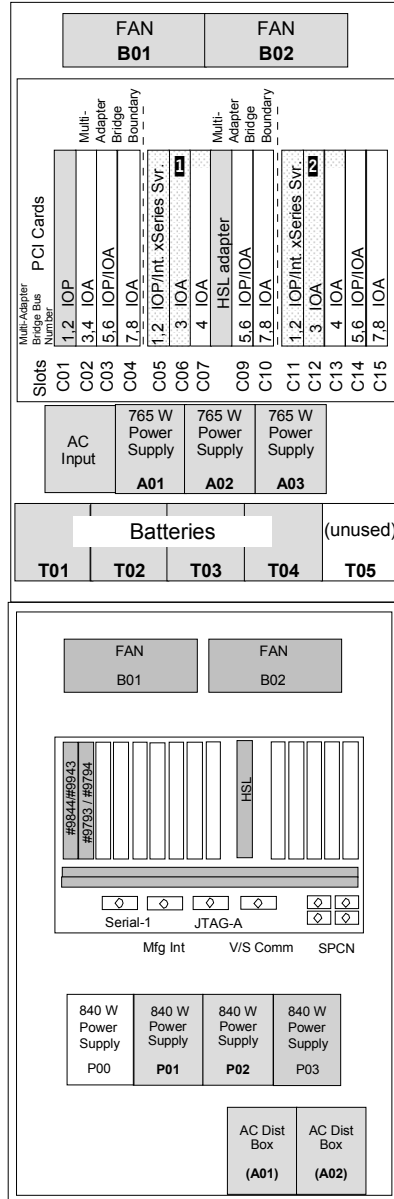 FAN
B01
FAN
B02
Multi-
Adapter
Bridge
Boundary
Multi-
Adapter
Bridge
Boundary
Multi-Adapter
Bridge Bus
Number
PCI Cards
Slots
1,2 IOP
C01
3,4 IOA
C02
5,6 IOP/IOA
C03
7,8 IOA
C04
1,2 IOP/Int. xSeries Svr.
C05
3 IOA
1
C06
4 IOA
C07
HSL adapter
5,6 IOP/IOA
C09
7,8 IOA
C10
1,2 IOP/Int. xSeries Svr.
C11
3 IOA
2
C12
4 IOA
C13
5,6 IOP/IOA
C14
7,8 IOA
C15
AC
Input
765 W
Power
Supply
A01
765 W
Power
Supply
A02
765 W
Power
Supply
A03
Batteries
(unused)
T01
T02
T03
T04
T05
FAN
B01
FAN
B02
#9844/#9943
#9793 / #9794
HSL
Serial-1
JTAG-A
Mfg Int
V/S Comm
SPCN
840 W
Power
Supply
P00
840 W
Power
Supply
P01
840 W
Power
Supply
P02
840 W
Power
Supply
P03
AC Dist
Box
(A01)
AC Dist
Box
(A02)